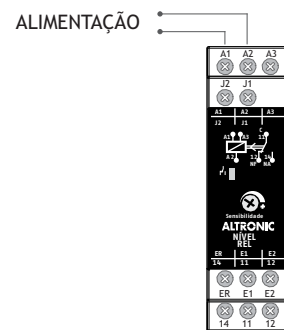 ALIMENTAÇÃO
A1 A2 A3
J2 J1
A1 A2 A3
J2 J1
C
A1 A3 11
A2 12 14
NF NA
Sensibilidade
ALTRONIC
NÍVEL
REL
ER E1 E2
14 11 12
ER E1 E2
14 11 12